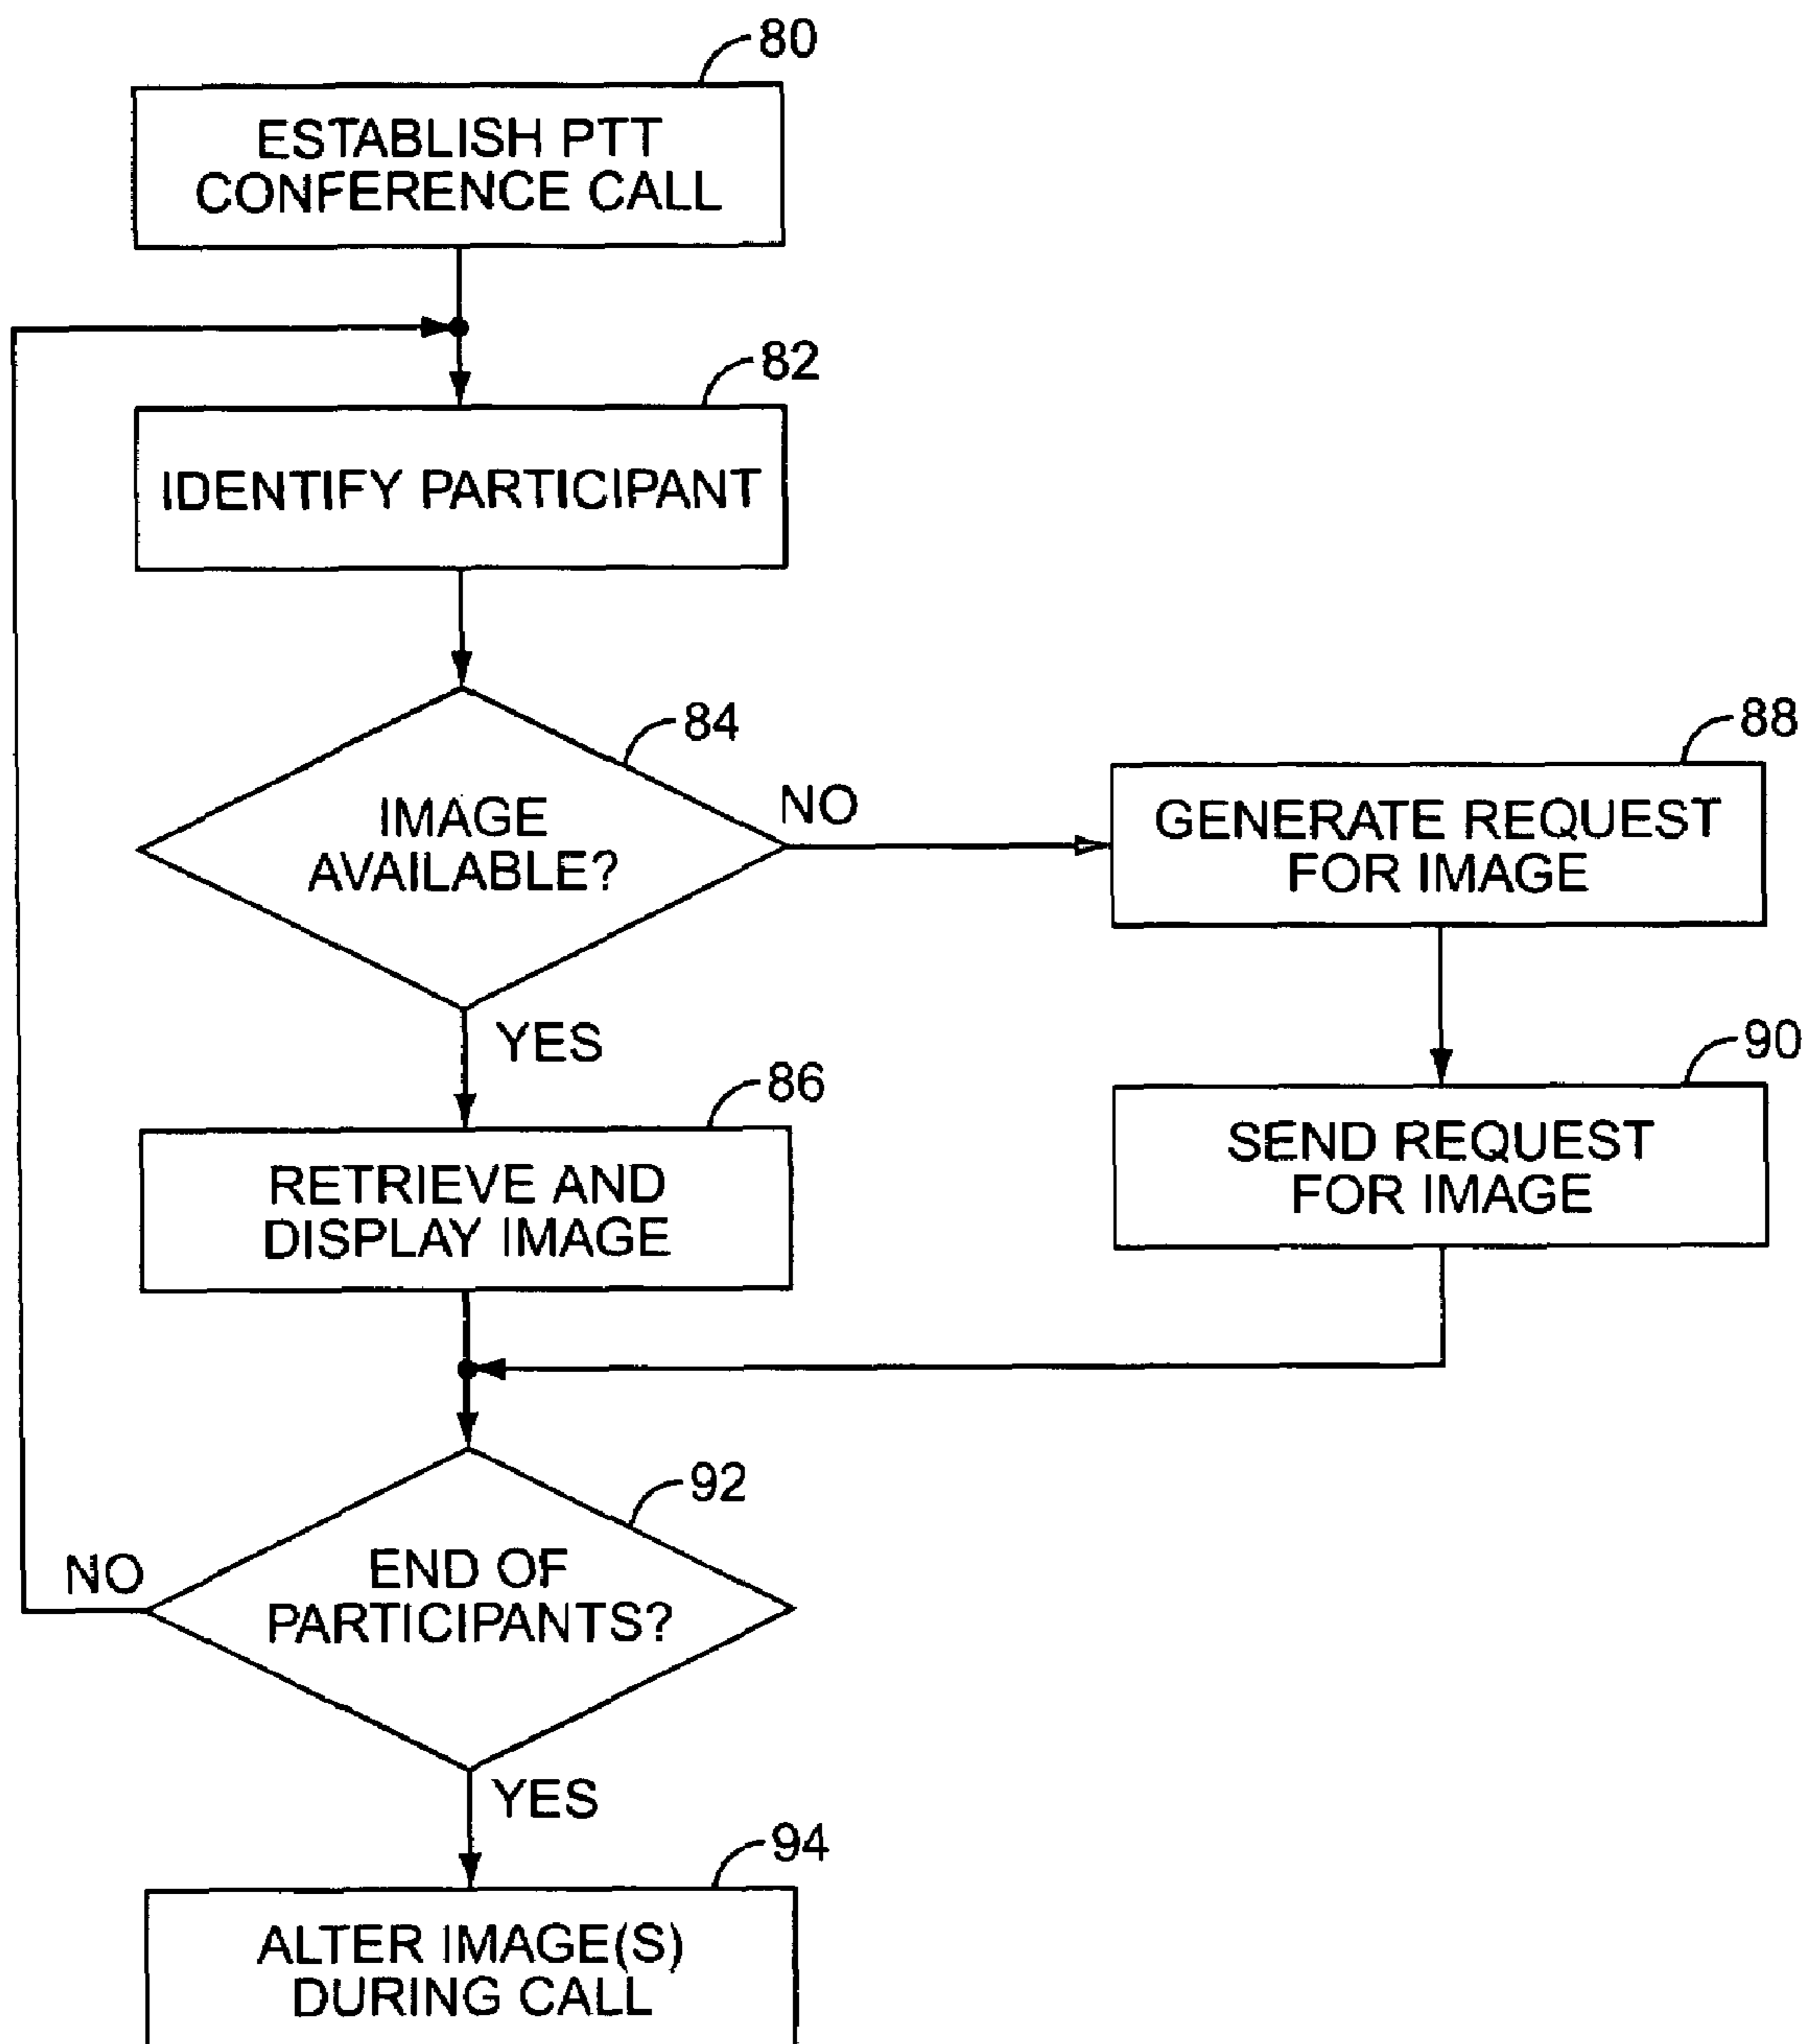 80
ESTABLISH PTT
CONFERENCE CALL
82
IDENTIFY PARTICIPANT
84
IMAGE
AVAILABLE?
NO
88
GENERATE REQUEST
FOR IMAGE
YES
90
SEND REQUEST
FOR IMAGE
86
RETRIEVE AND
DISPLAY IMAGE
92
END OF
PARTICIPANTS?
NO
YES
94
ALTER IMAGE(S)
DURING CALL